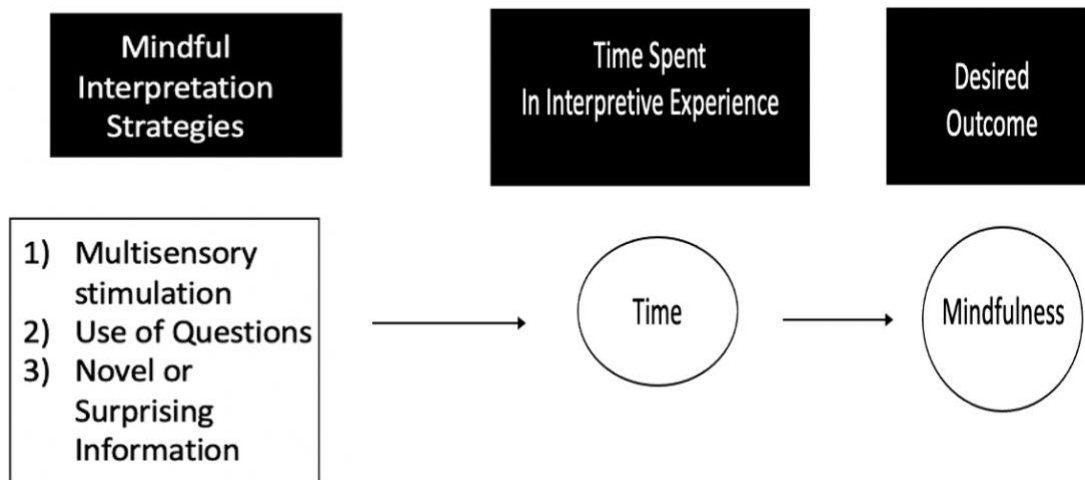 Mindful
Interpretation
Strategies
Time Spent
In Interpretive Experience
Desired
Outcome
1) Multisensory
stimulation
2) Use of Questions
3) Novel or
Surprising
Information
Time
Mindfulness